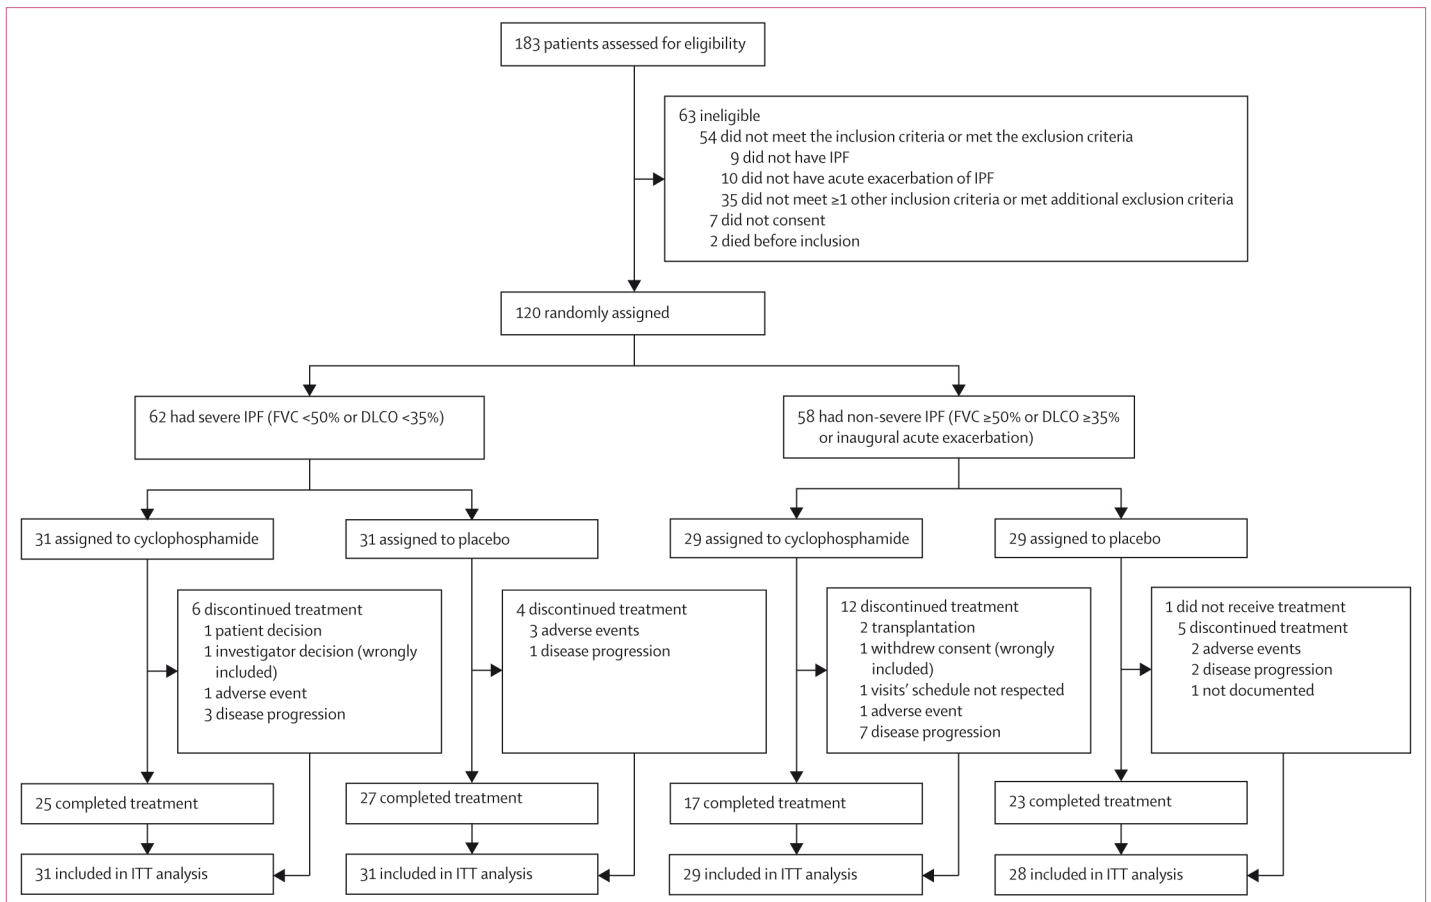 183 patients assessed for eligibility
63 ineligible
54 did not meet the inclusion criteria or met the exclusion criteria
9 did not have IPF
10 did not have acute exacerbation of IPF
35 did not meet ≥1 other inclusion criteria or met additional exclusion criteria
7 did not consent
2 died before inclusion
120 randomly assigned
62 had severe IPF (FVC <50% or DLCO <35%)
58 had non-severe IPF (FVC ≥50% or DLCO ≥35%
or inaugural acute exacerbation)
31 assigned to cyclophosphamide
31 assigned to placebo
29 assigned to cyclophosphamide
29 assigned to placebo
6 discontinued treatment
1 patient decision
1 investigator decision (wrongly
included)
1 adverse event
3 disease progression
4 discontinued treatment
3 adverse events
1 disease progression
12 discontinued treatment
2 transplantation
1 withdrew consent (wrongly
included)
1 visits' schedule not respected
1 adverse event
7 disease progression
1 did not receive treatment
5 discontinued treatment
2 adverse events
2 disease progression
1 not documented
25 completed treatment
27 completed treatment
17 completed treatment
23 completed treatment
31 included in ITT analysis
31 included in ITT analysis
29 included in ITT analysis
28 included in ITT analysis